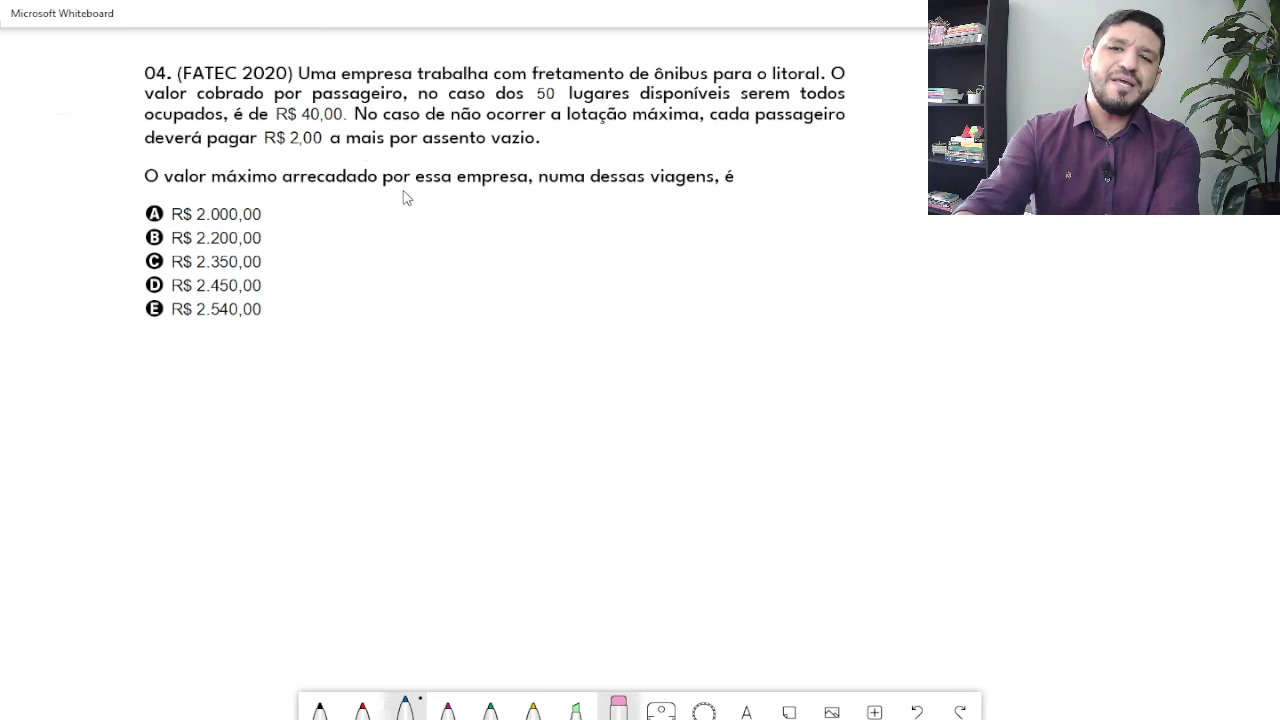 Microsoft Whiteboard
04. (FATEC 2020) Uma empresa trabalha com fretamento de ônibus para o litoral. O
valor cobrado por passageiro, no caso dos 50 lugares disponíveis serem todos
ocupados, é de R$ 40,00. No caso de não ocorrer a lotação máxima, cada passageiro
deverá pagar R$ 2,00 a mais por assento vazio.
O valor máximo arrecadado por essa empresa, numa dessas viagens, é
A R$ 2.000,00
B R$ 2.200,00
C R$ 2.350,00
D R$ 2.450,00
E R$ 2.540,00
A